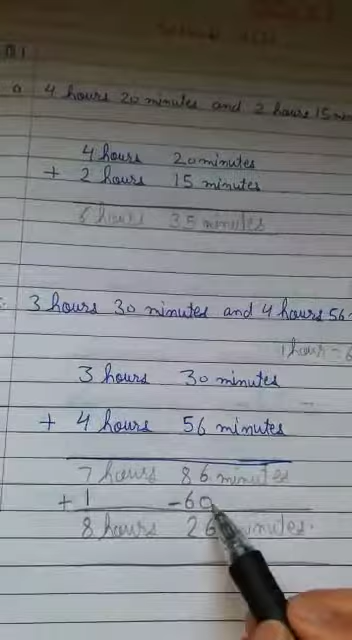 a 4 hours 20 minutes and 2 hours 15 min
4 hours 20 minutes
+ 2 hours 15 minutes
6 hours 35 minutes
3 hours 30 minutes and 4 hours 56
1 hour = 6
3 hours 30 minutes
+ 4 hours 56 minutes
7 hours 86 minutes
+ 1 - 60
8 hours 26 minutes.